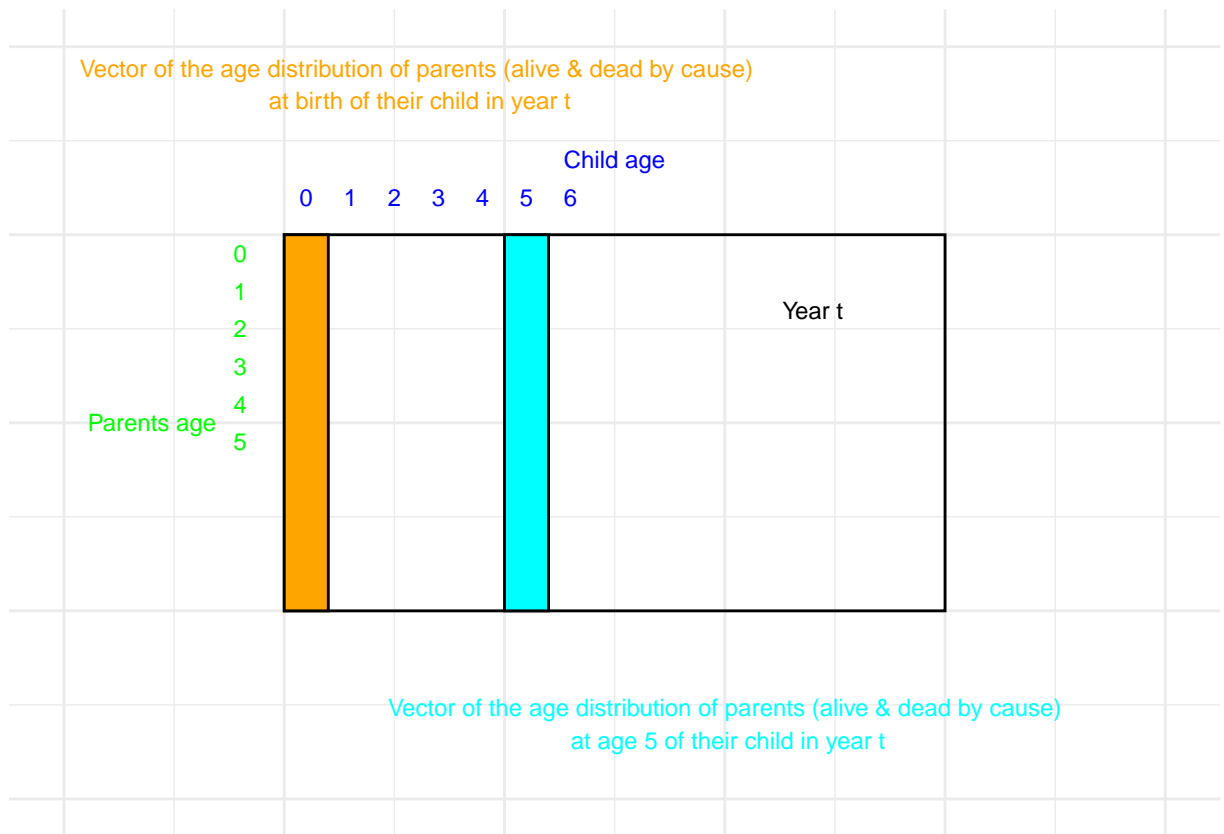 Vector of the age distribution of parents (alive & dead by cause)
at birth of their child in year t
Child age
0 1 2 3 4 5 6
0
1
Year t
2
3
4
Parents age
5
Vector of the age distribution of parents (alive & dead by cause)
at age 5 of their child in year t